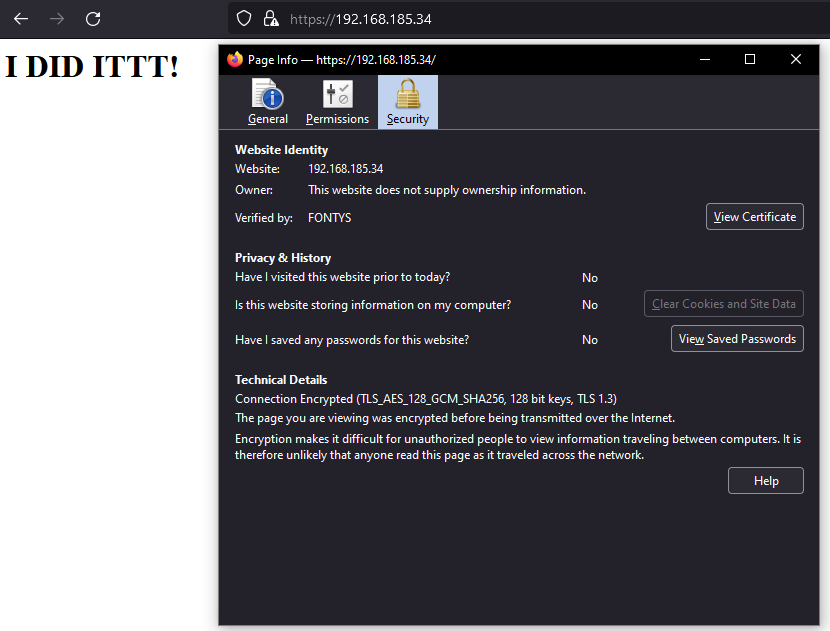 https://192.168.185.34
I DID ITTT!
Page Info — https://192.168.185.34/
General Permissions Security
Website Identity
Website: 192.168.185.34
Owner: This website does not supply ownership information.
Verified by: FONTYS View Certificate
Privacy & History
Have I visited this website prior to today? No
Is this website storing information on my computer? No Clear Cookies and Site Data
Have I saved any passwords for this website? No View Saved Passwords
Technical Details
Connection Encrypted (TLS_AES_128_GCM_SHA256, 128 bit keys, TLS 1.3)
The page you are viewing was encrypted before being transmitted over the Internet.
Encryption makes it difficult for unauthorized people to view information traveling between computers. It is
therefore unlikely that anyone read this page as it traveled across the network.
Help